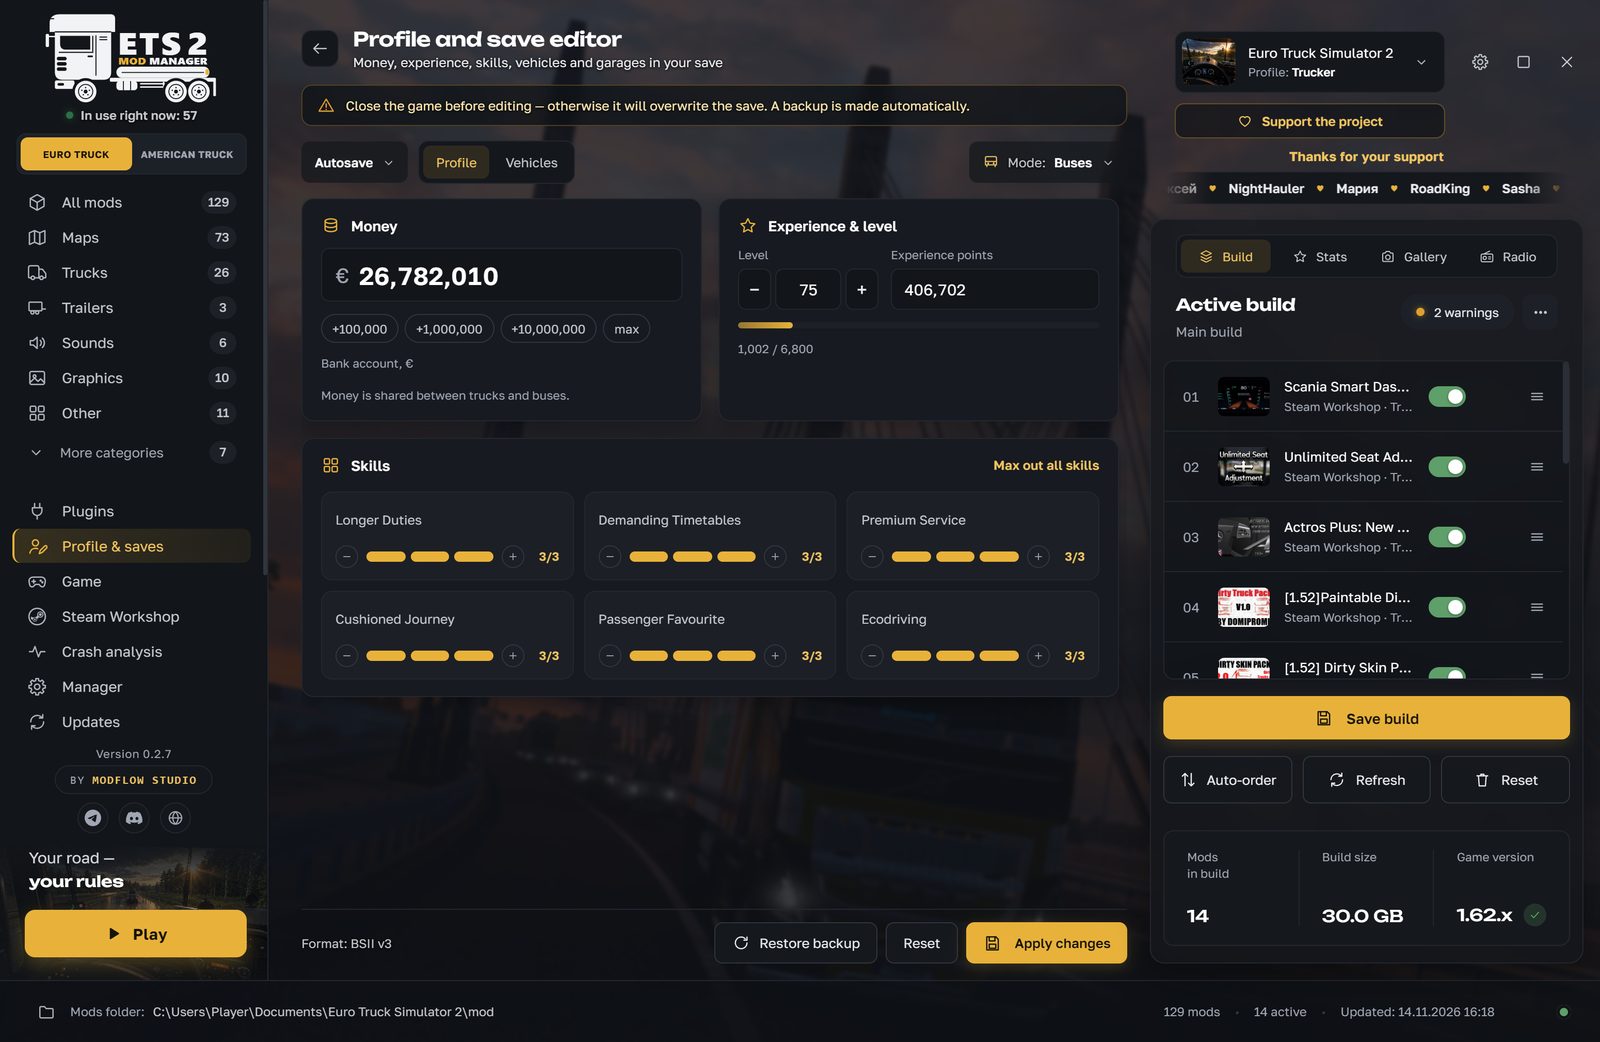 ETS 2
MOD MANAGER
In use right now: 57
EURO TRUCK
AMERICAN TRUCK
All mods 129
Maps 73
Trucks 26
Trailers 3
Sounds 6
Graphics 10
Other 11
More categories 7
Plugins
Profile & saves
Game
Steam Workshop
Crash analysis
Manager
Updates
Version 0.2.7
BY MODFLOW STUDIO
Your road —
your rules
Play
Profile and save editor
Money, experience, skills, vehicles and garages in your save
Close the game before editing — otherwise it will overwrite the save. A backup is made automatically.
Autosave
Profile
Vehicles
Mode: Buses
Money
€ 26,782,010
+100,000
+1,000,000
+10,000,000
max
Bank account, €
Money is shared between trucks and buses.
Experience & level
Level
Experience points
− 75 +
406,702
1,002 / 6,800
Skills
Max out all skills
Longer Duties
− + 3/3
Demanding Timetables
− + 3/3
Premium Service
− + 3/3
Cushioned Journey
− + 3/3
Passenger Favourite
− + 3/3
Ecodriving
− + 3/3
Format: BSII v3
Restore backup
Reset
Apply changes
Euro Truck Simulator 2
Profile: Trucker
Support the project
Thanks for your support
ксей NightHauler Мария RoadKing Sasha
Build
Stats
Gallery
Radio
Active build
Main build
2 warnings
01
Scania Smart Das...
Steam Workshop · Tr...
02
Unlimited Seat
Adjustment
Unlimited Seat Ad...
Steam Workshop · Tr...
03
Actros Plus: New ...
Steam Workshop · Tr...
04
V1.0
BY DOMIPROM
[1.52]Paintable Di...
Steam Workshop · Tr...
05
[1.52] Dirty Skin P...
Save build
Auto-order
Refresh
Reset
Mods
in build
14
Build size
30.0 GB
Game version
1.62.x
Mods folder: C:\Users\Player\Documents\Euro Truck Simulator 2\mod
129 mods · 14 active · Updated: 14.11.2026 16:18